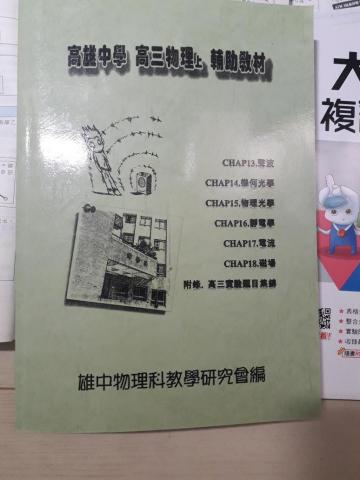 高雄中學 高三物理上 輔助教材
CHAP13.聲波
CHAP14.幾何光學
CHAP15.物理光學
CHAP16.靜電學
CHAP17.電流
CHAP18.磁場
附錄. 高三實驗題目集錦
雄中物理科教學研究會編
大
複